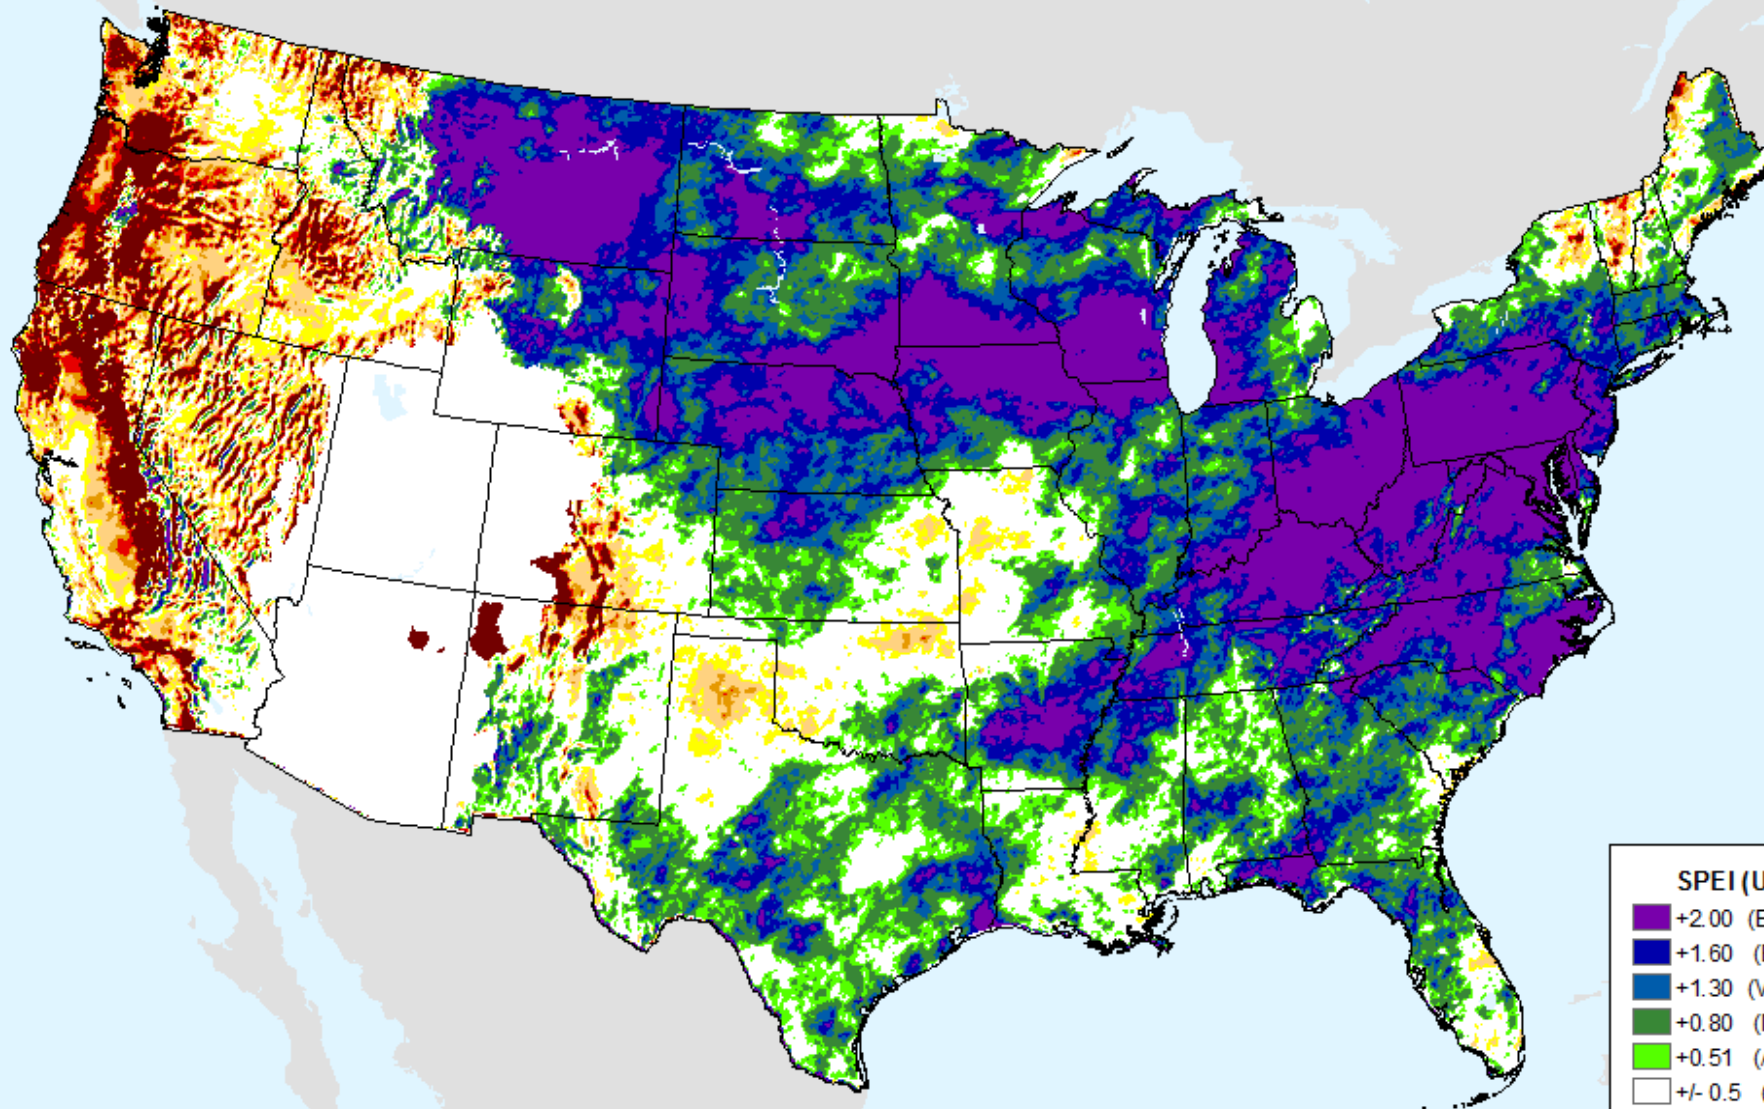 SPEI (U
+2.00 (E
+1.60 (
+1.30 (V
+0.80 (
+0.51 (
+/- 0.5 (